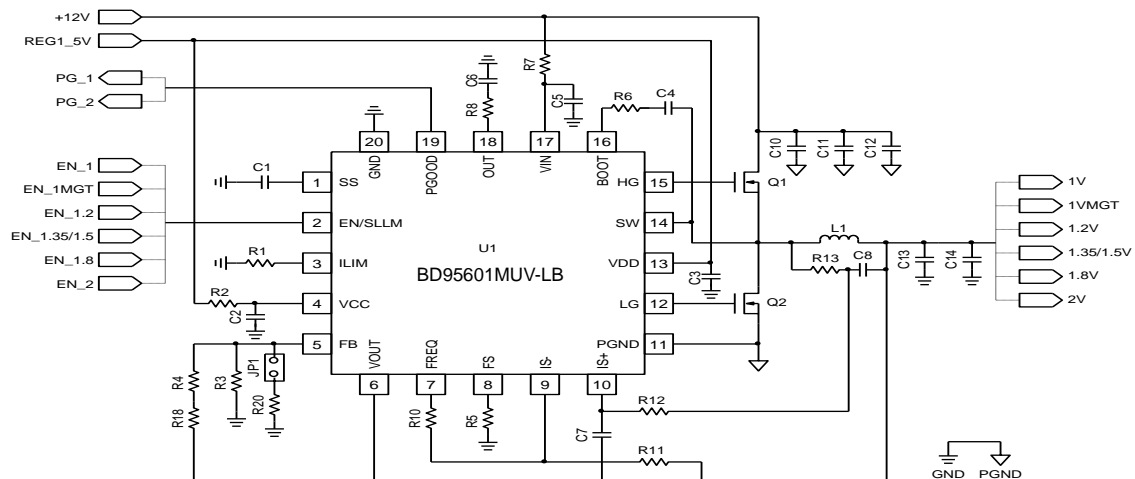 +12V
REG1_5V
PG_1
PG_2
EN_1
EN_1MGT
EN_1.2
EN_1.35/1.5
EN_1.8
EN_2
R7
C6
R8
C5
R6
C4
C10
C11
C12
20
19
18
17
16
GND
PGOOD
OUT
VIN
BOOT
C1
1
SS
HG
15
Q1
2
EN/SLLM
SW
14
U1
BD95601MUV-LB
R1
3
ILIM
VDD
13
C3
L1
R13
C8
C13
C14
1V
1VMGT
1.2V
1.35/1.5V
1.8V
2V
R2
C2
4
VCC
LG
12
Q2
5
FB
PGND
11
VOUT
FREQ
FS
IS-
IS+
6
7
8
9
10
R4
R3
JP1
R18
R20
R10
R5
C7
R12
R11
GND
PGND